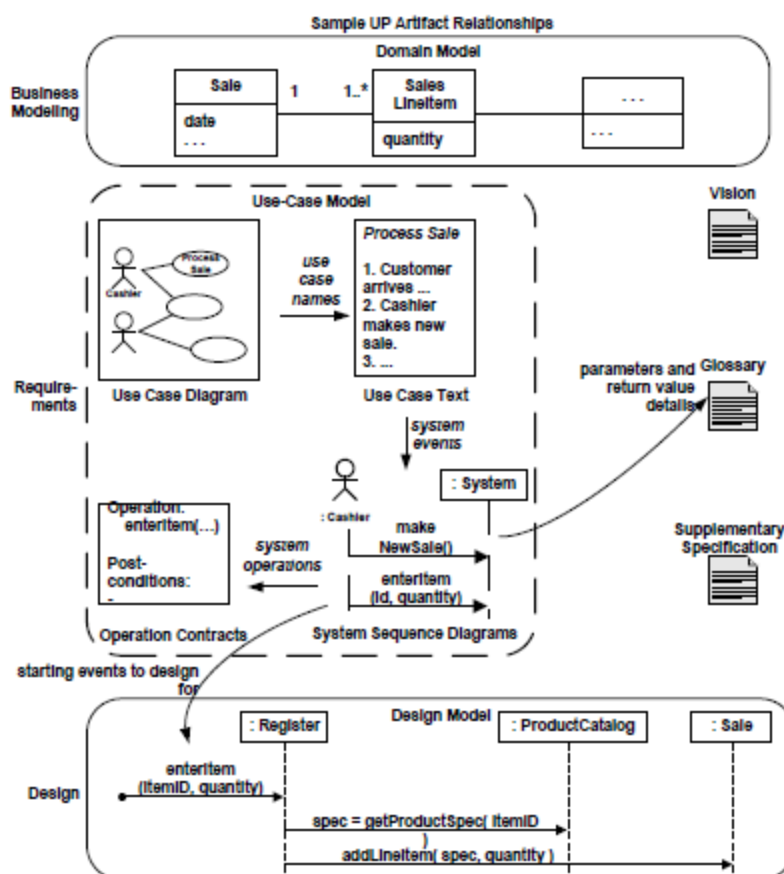 Sample UP Artifact Relationships
Domain Model
Business
Modeling
Sale
1
1..*
Sales
LineItem
. . .
date
. . .
quantity
. . .
Use-Case Model
Vision
Process
Sale
Cashier
use
case
names
Process Sale
1. Customer
arrives ...
2. Cashier
makes new
sale.
3. ...
Require-
ments
Use Case Diagram
Use Case Text
parameters and
return value
details
Glossary
system
events
: System
: Cashier
Operation:
enterItem(…)
Post-
conditions:
-
system
operations
make
NewSale()
enterItem
(id, quantity)
Supplementary
Specification
Operation Contracts
System Sequence Diagrams
starting events to design
for
Design Model
: Register
: ProductCatalog
: Sale
Design
enterItem
(itemID, quantity)
spec = getProductSpec( itemID
)
addLineItem( spec, quantity )